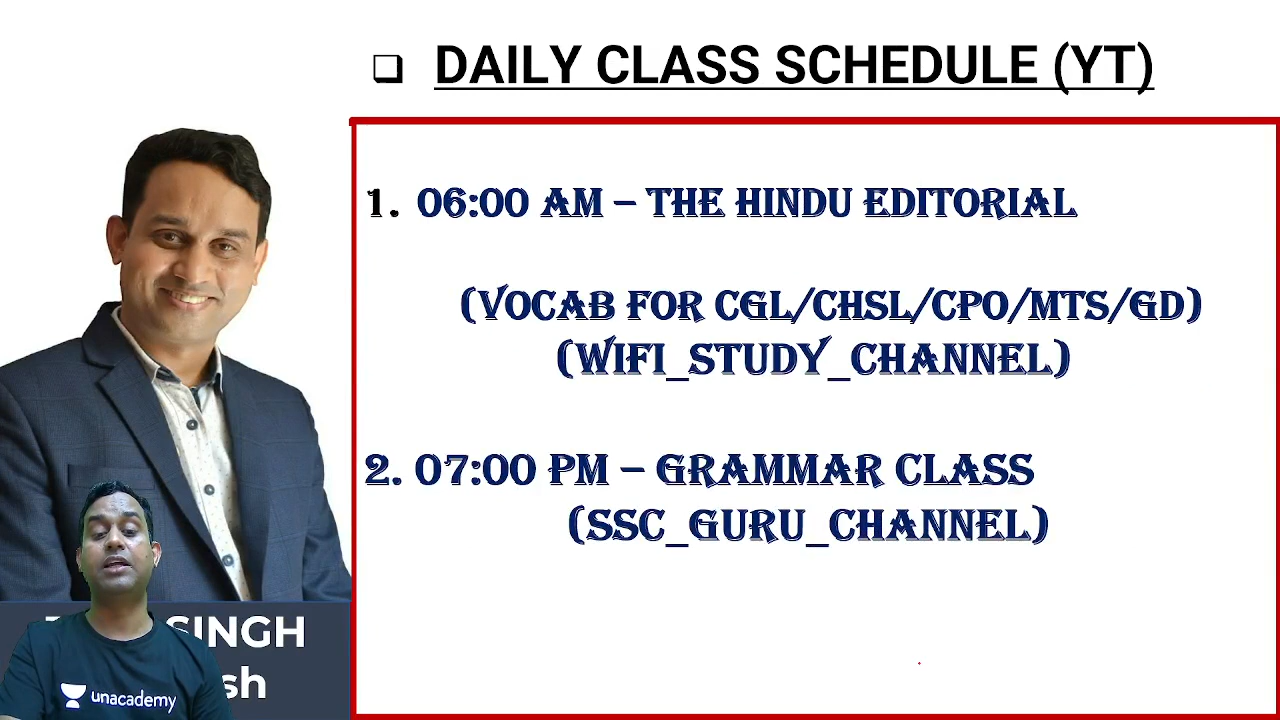 ❑ DAILY CLASS SCHEDULE (YT)
1. 06:00 AM – THE HINDU EDITORIAL
(VOCAB FOR CGL/CHSL/CPO/MTS/GD)
(WIFI_STUDY_CHANNEL)
2. 07:00 PM – GRAMMAR CLASS
(SSC_GURU_CHANNEL)
SINGH
sh
unacademy